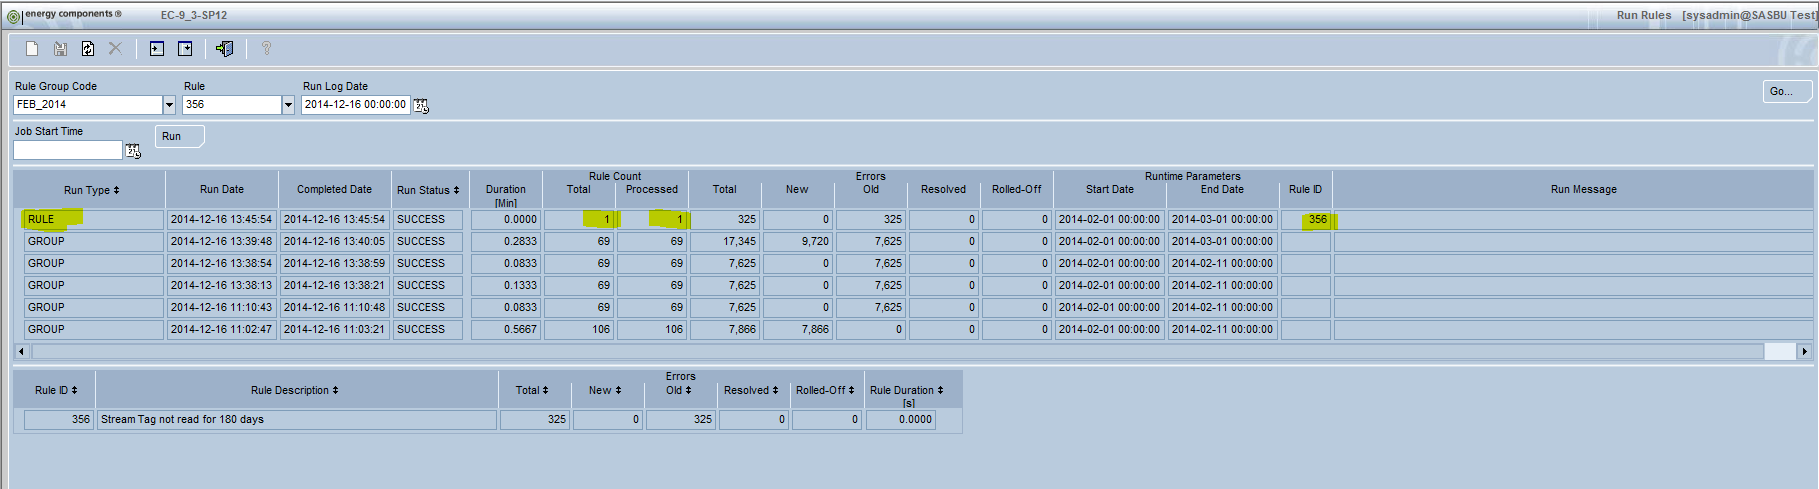 energy components ® EC-9_3-SP12 Run Rules [sysadmin@SASBU Test]
Rule Group Code Rule Run Log Date
FEB_2014 356 2014-12-16 00:00:00 Go...
Job Start Time Run
Rule Count Errors Runtime Parameters
Run Type Run Date Completed Date Run Status Duration [Min] Total Processed Total New Old Resolved Rolled-Off Start Date End Date Rule ID Run Message
RULE 2014-12-16 13:45:54 2014-12-16 13:45:54 SUCCESS 0.0000 1 1 325 0 325 0 0 2014-02-01 00:00:00 2014-03-01 00:00:00 356
GROUP 2014-12-16 13:39:48 2014-12-16 13:40:05 SUCCESS 0.2833 69 69 17,345 9,720 7,625 0 0 2014-02-01 00:00:00 2014-03-01 00:00:00
GROUP 2014-12-16 13:38:54 2014-12-16 13:38:59 SUCCESS 0.0833 69 69 7,625 0 7,625 0 0 2014-02-01 00:00:00 2014-02-11 00:00:00
GROUP 2014-12-16 13:38:13 2014-12-16 13:38:21 SUCCESS 0.1333 69 69 7,625 0 7,625 0 0 2014-02-01 00:00:00 2014-02-11 00:00:00
GROUP 2014-12-16 11:10:43 2014-12-16 11:10:48 SUCCESS 0.0833 69 69 7,625 0 7,625 0 0 2014-02-01 00:00:00 2014-02-11 00:00:00
GROUP 2014-12-16 11:02:47 2014-12-16 11:03:21 SUCCESS 0.5667 106 106 7,866 7,866 0 0 0 2014-02-01 00:00:00 2014-02-11 00:00:00
Errors
Rule ID Rule Description Total New Old Resolved Rolled-Off Rule Duration [s]
356 Stream Tag not read for 180 days 325 0 325 0 0 0.0000